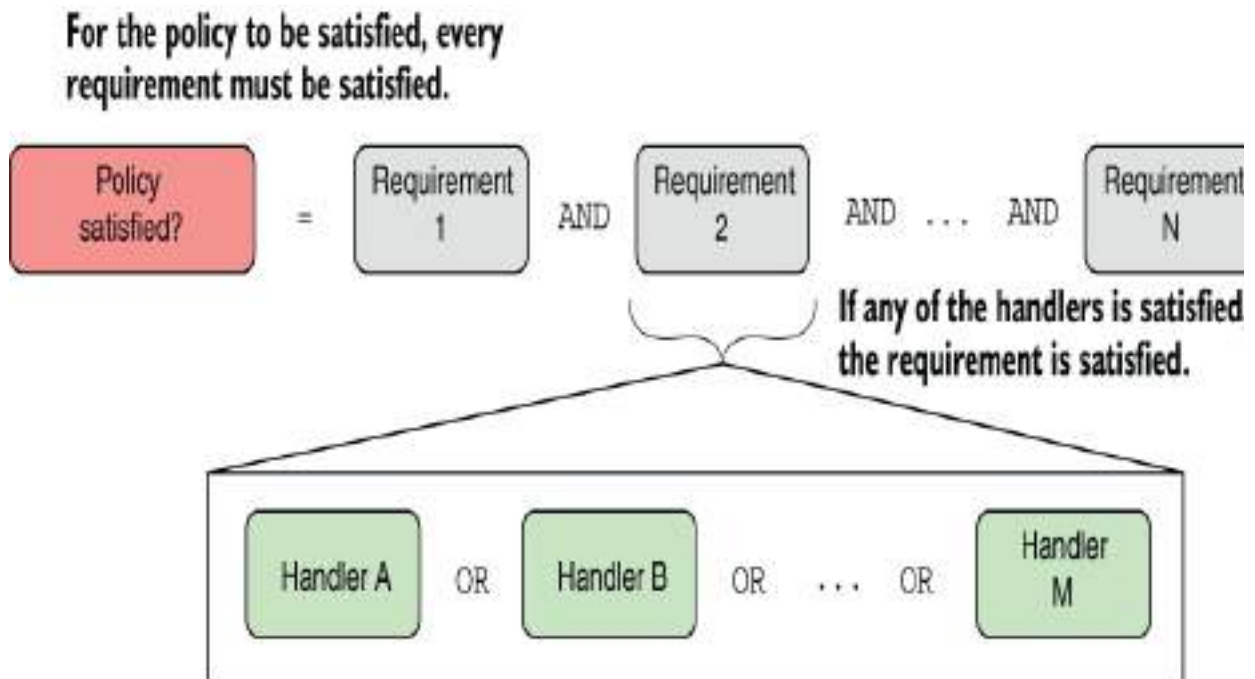 For the policy to be satisfied, every
requirement must be satisfied.
Policy
satisfied?
=
Requirement
1
AND
Requirement
2
AND ... AND
Requirement
N
If any of the handlers is satisfied,
the requirement is satisfied.
Handler A
OR
Handler B
OR ... OR
Handler
M